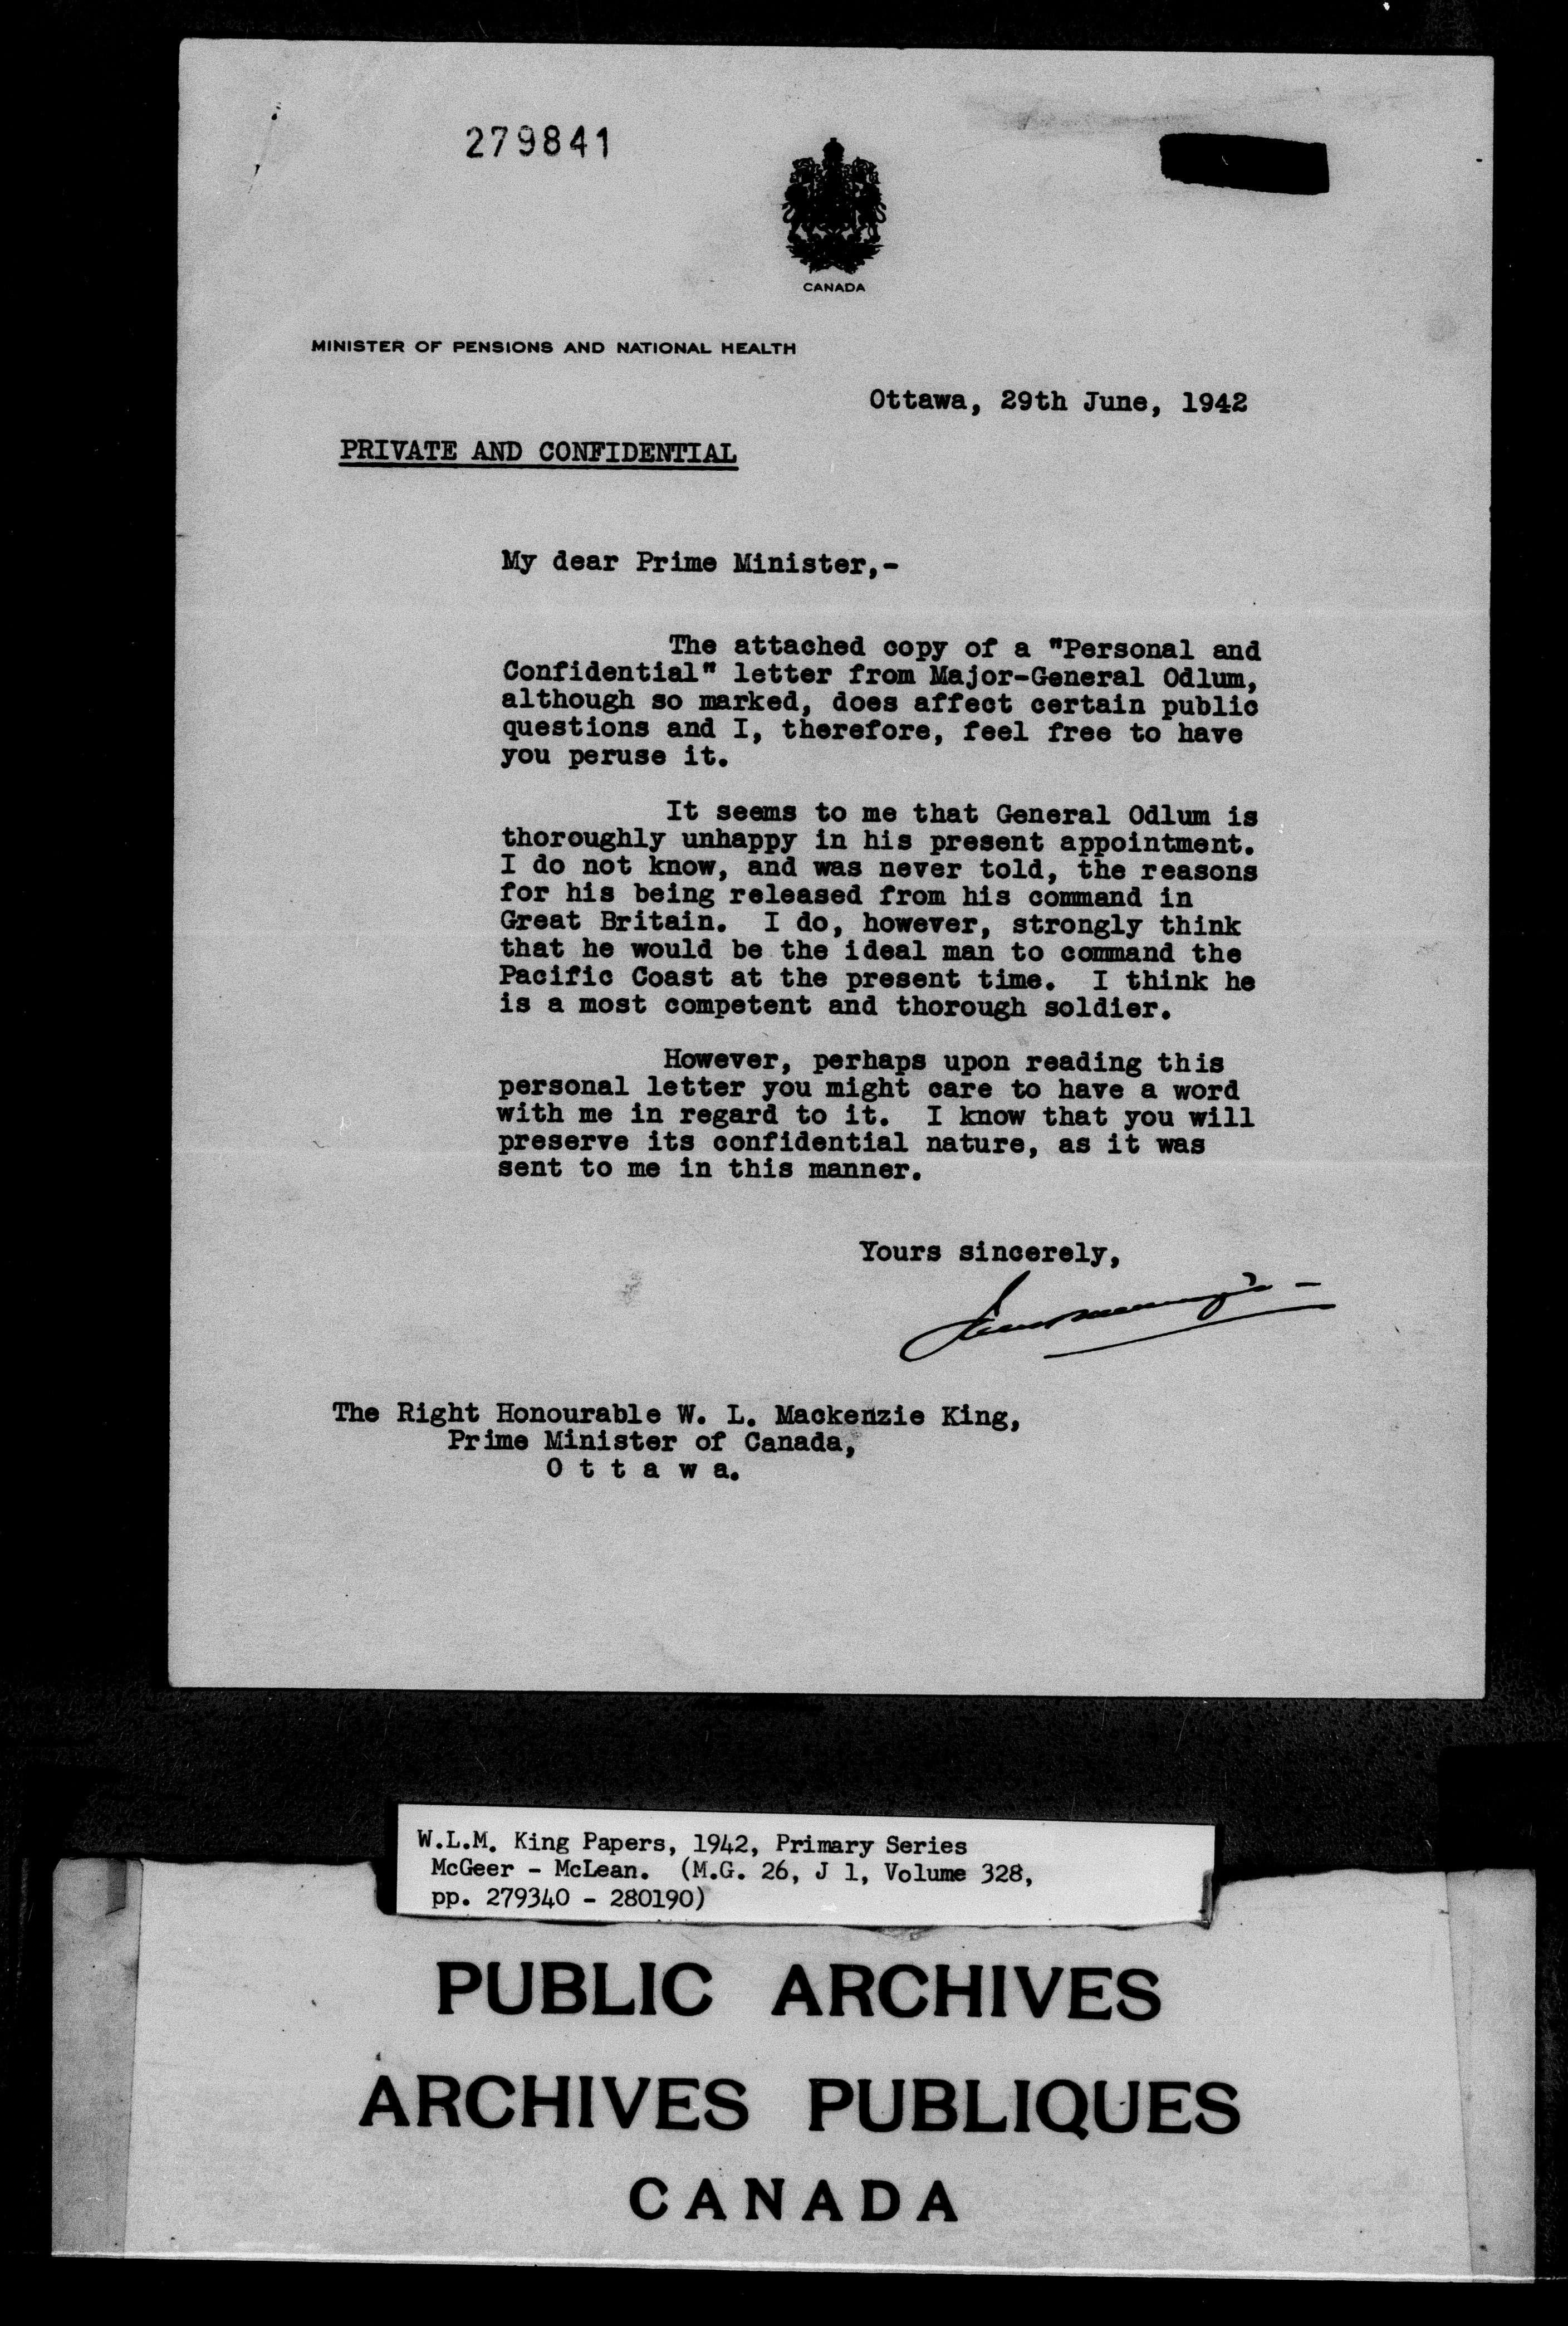 279841
CANADA
MINISTER OF PENSIONS AND NATIONAL HEALTH
Ottawa, 29th June, 1942
PRIVATE AND CONFIDENTIAL
My dear Prime Minister,-
The attached copy of a "Personal and
Confidential" letter from Major-General Odlum,
although so marked, does affect certain public
questions and I, therefore, feel free to have
you peruse it.
It seems to me that General Odlum is
thoroughly unhappy in his present appointment.
I do not know, and was never told, the reasons
for his being released from his command in
Great Britain. I do, however, strongly think
that he would be the ideal man to command the
Pacific Coast at the present time. I think he
is a most competent and thorough soldier.
However, perhaps upon reading this
personal letter you might care to have a word
with me in regard to it. I know that you will
preserve its confidential nature, as it was
sent to me in this manner.
Yours sincerely,
The Right Honourable W. L. Mackenzie King,
Prime Minister of Canada,
O t t a w a.
W.L.M. King Papers, 1942, Primary Series
McGeer - McLean. (M.G. 26, J 1, Volume 328,
pp. 279340 - 280190)
PUBLIC ARCHIVES
ARCHIVES PUBLIQUES
CANADA